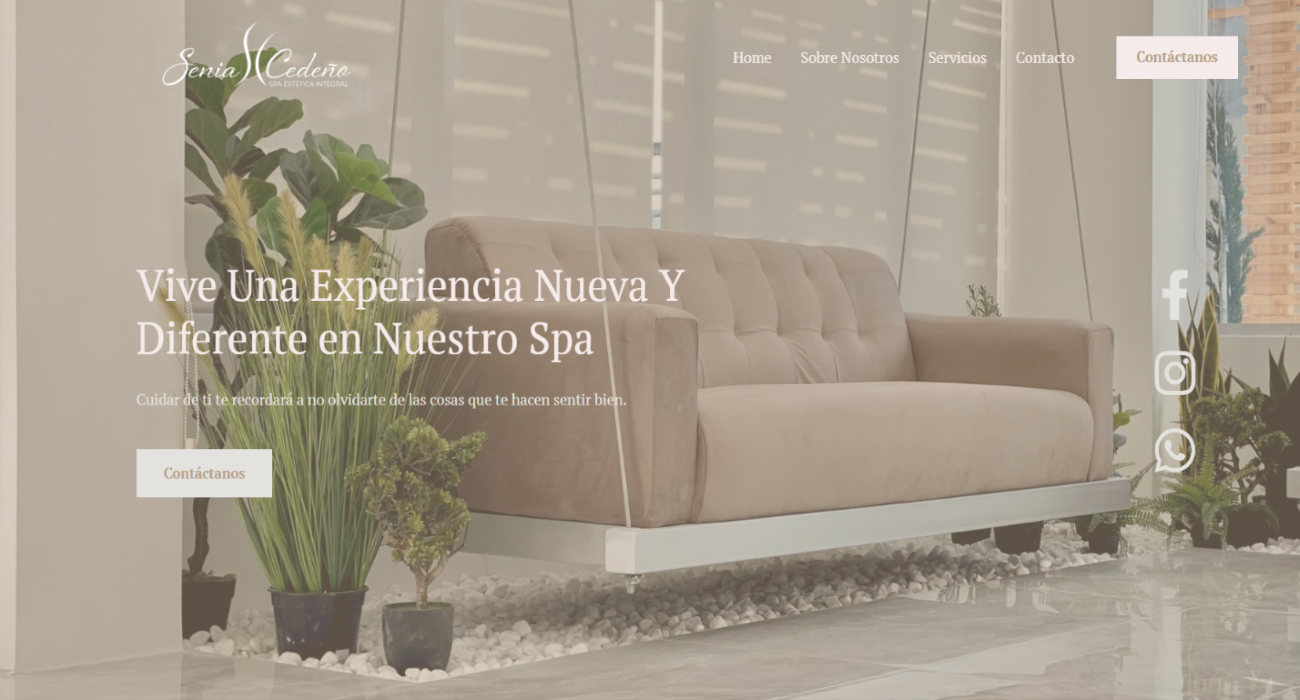 Senia Cedeño
SPA ESTÉTICA INTEGRAL
Home
Sobre Nosotros
Servicios
Contacto
Contáctanos
Vive Una Experiencia Nueva Y
Diferente en Nuestro Spa
Cuidar de ti te recordará a no olvidarte de las cosas que te hacen sentir bien.
Contáctanos